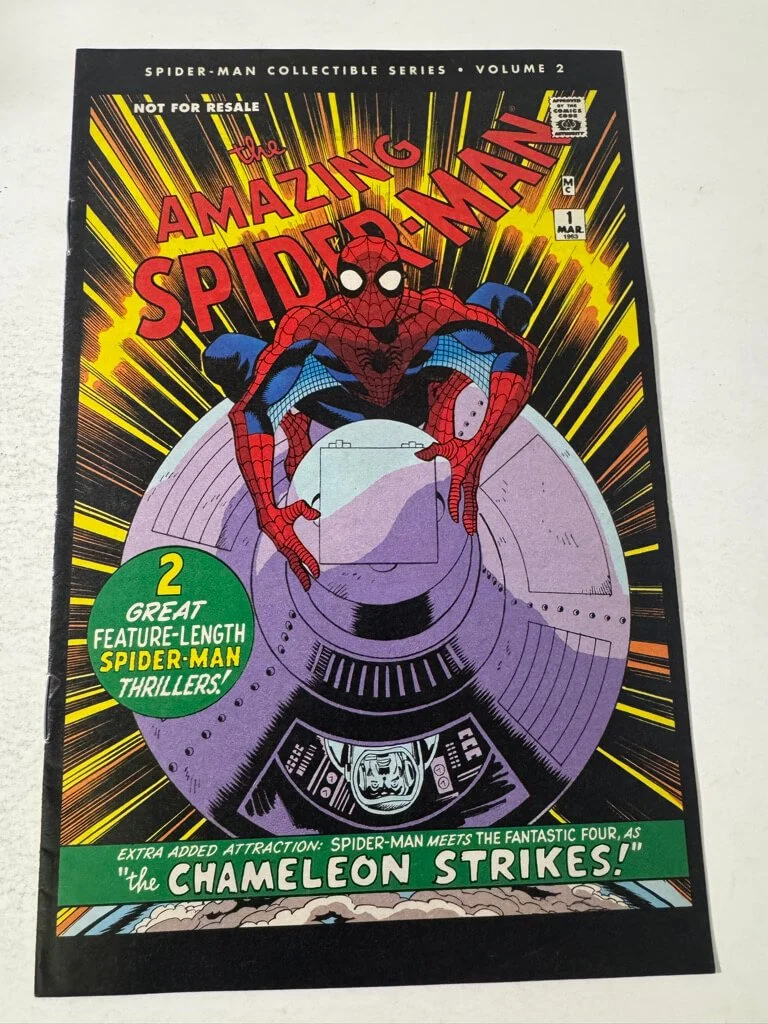 SPIDER-MAN COLLECTIBLE SERIES • VOLUME 2
NOT FOR RESALE
APPROVED
BY THE
COMICS
CODE
AUTHORITY
the
AMAZING
SPIDER-MAN
MC
1
MAR.
1963
2
GREAT
FEATURE-LENGTH
SPIDER-MAN
THRILLERS!
EXTRA ADDED ATTRACTION: SPIDER-MAN MEETS THE FANTASTIC FOUR, AS
"the CHAMELEON STRIKES!"